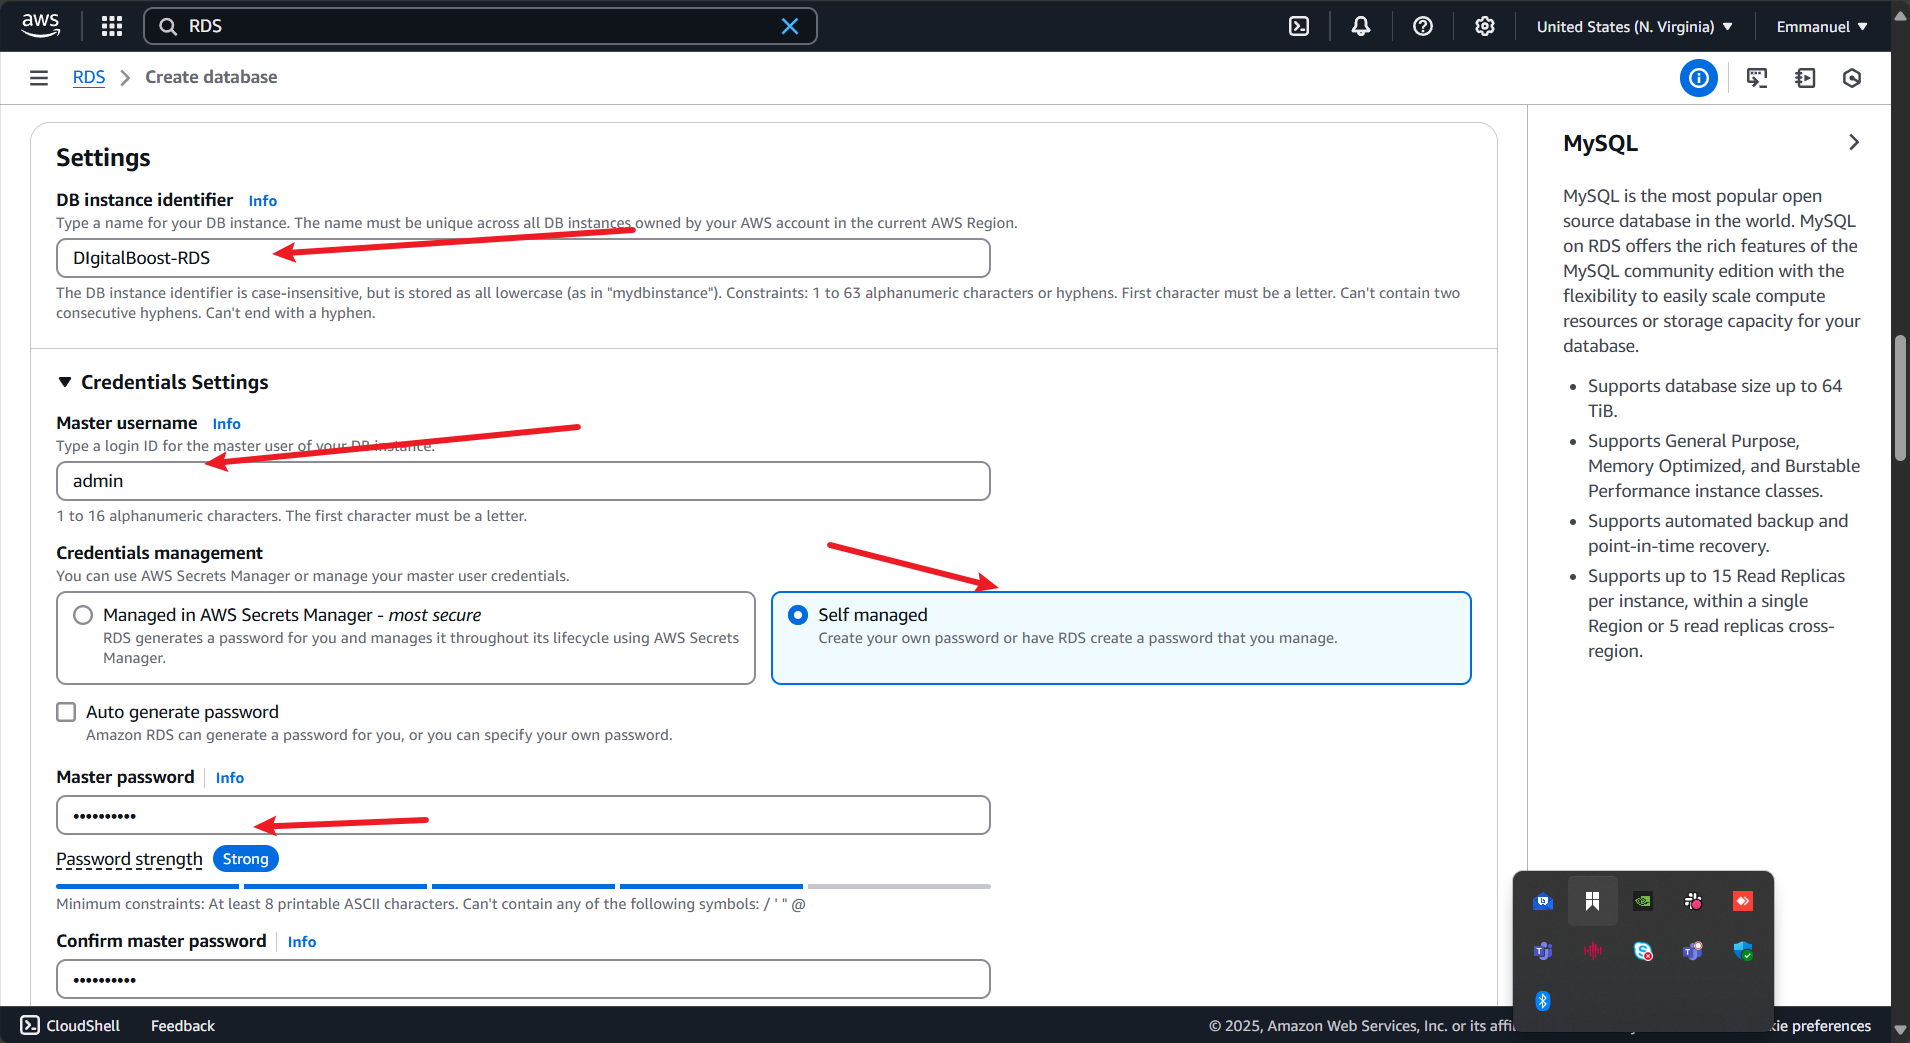 aws
RDS
United States (N. Virginia)
Emmanuel
RDS
Create database
Settings
DB instance identifier
Info
Type a name for your DB instance. The name must be unique across all DB instances owned by your AWS account in the current AWS Region.
DIgitalBoost-RDS
The DB instance identifier is case-insensitive, but is stored as all lowercase (as in "mydbinstance"). Constraints: 1 to 63 alphanumeric characters or hyphens. First character must be a letter. Can't contain two
consecutive hyphens. Can't end with a hyphen.
Credentials Settings
Master username
Info
Type a login ID for the master user of your DB instance.
admin
1 to 16 alphanumeric characters. The first character must be a letter.
Credentials management
You can use AWS Secrets Manager or manage your master user credentials.
Managed in AWS Secrets Manager - most secure
RDS generates a password for you and manages it throughout its lifecycle using AWS Secrets
Manager.
Self managed
Create your own password or have RDS create a password that you manage.
Auto generate password
Amazon RDS can generate a password for you, or you can specify your own password.
Master password
Info
••••••••••
Password strength
Strong
Minimum constraints: At least 8 printable ASCII characters. Can't contain any of the following symbols: / ' " @
Confirm master password
Info
••••••••••
MySQL
MySQL is the most popular open
source database in the world. MySQL
on RDS offers the rich features of the
MySQL community edition with the
flexibility to easily scale compute
resources or storage capacity for your
database.
• Supports database size up to 64
TiB.
• Supports General Purpose,
Memory Optimized, and Burstable
Performance instance classes.
• Supports automated backup and
point-in-time recovery.
• Supports up to 15 Read Replicas
per instance, within a single
Region or 5 read replicas cross-
region.
CloudShell
Feedback
© 2025, Amazon Web Services, Inc. or its
preferences